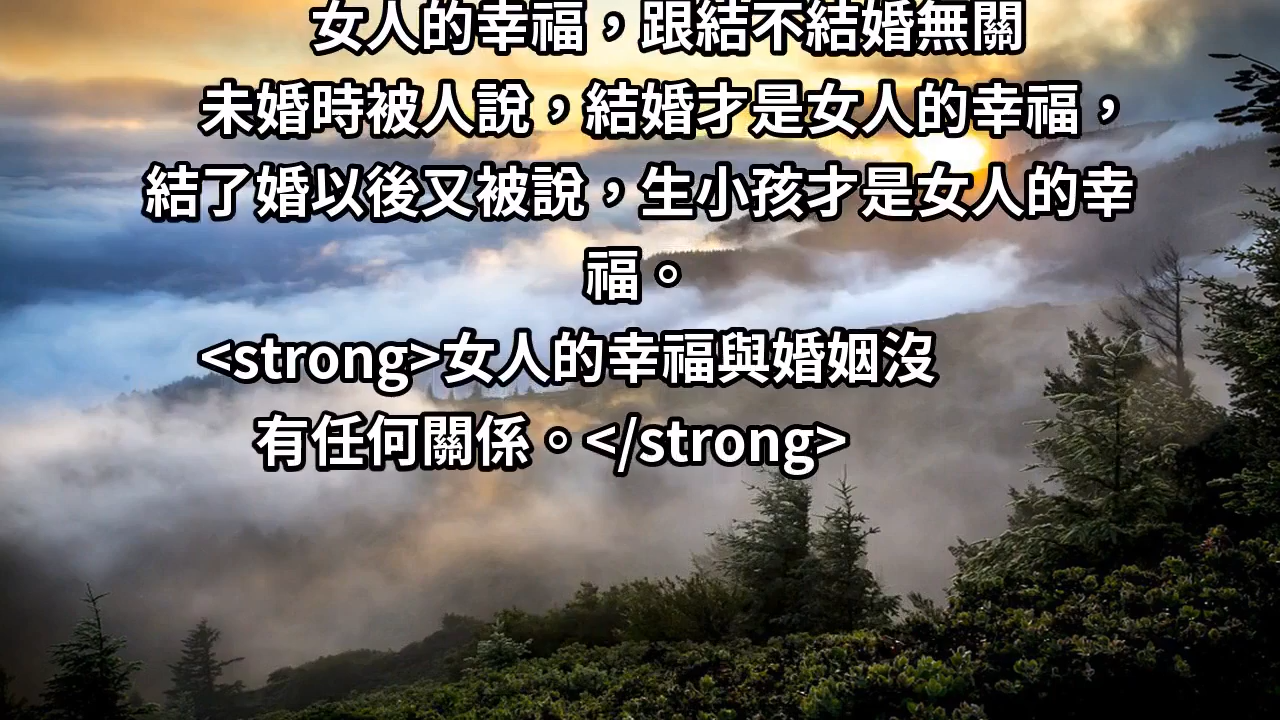 女人的幸福，跟結不結婚無關
未婚時被人說，結婚才是女人的幸福，
結了婚以後又被說，生小孩才是女人的幸
福。
<strong>女人的幸福與婚姻沒
有任何關係。</strong>